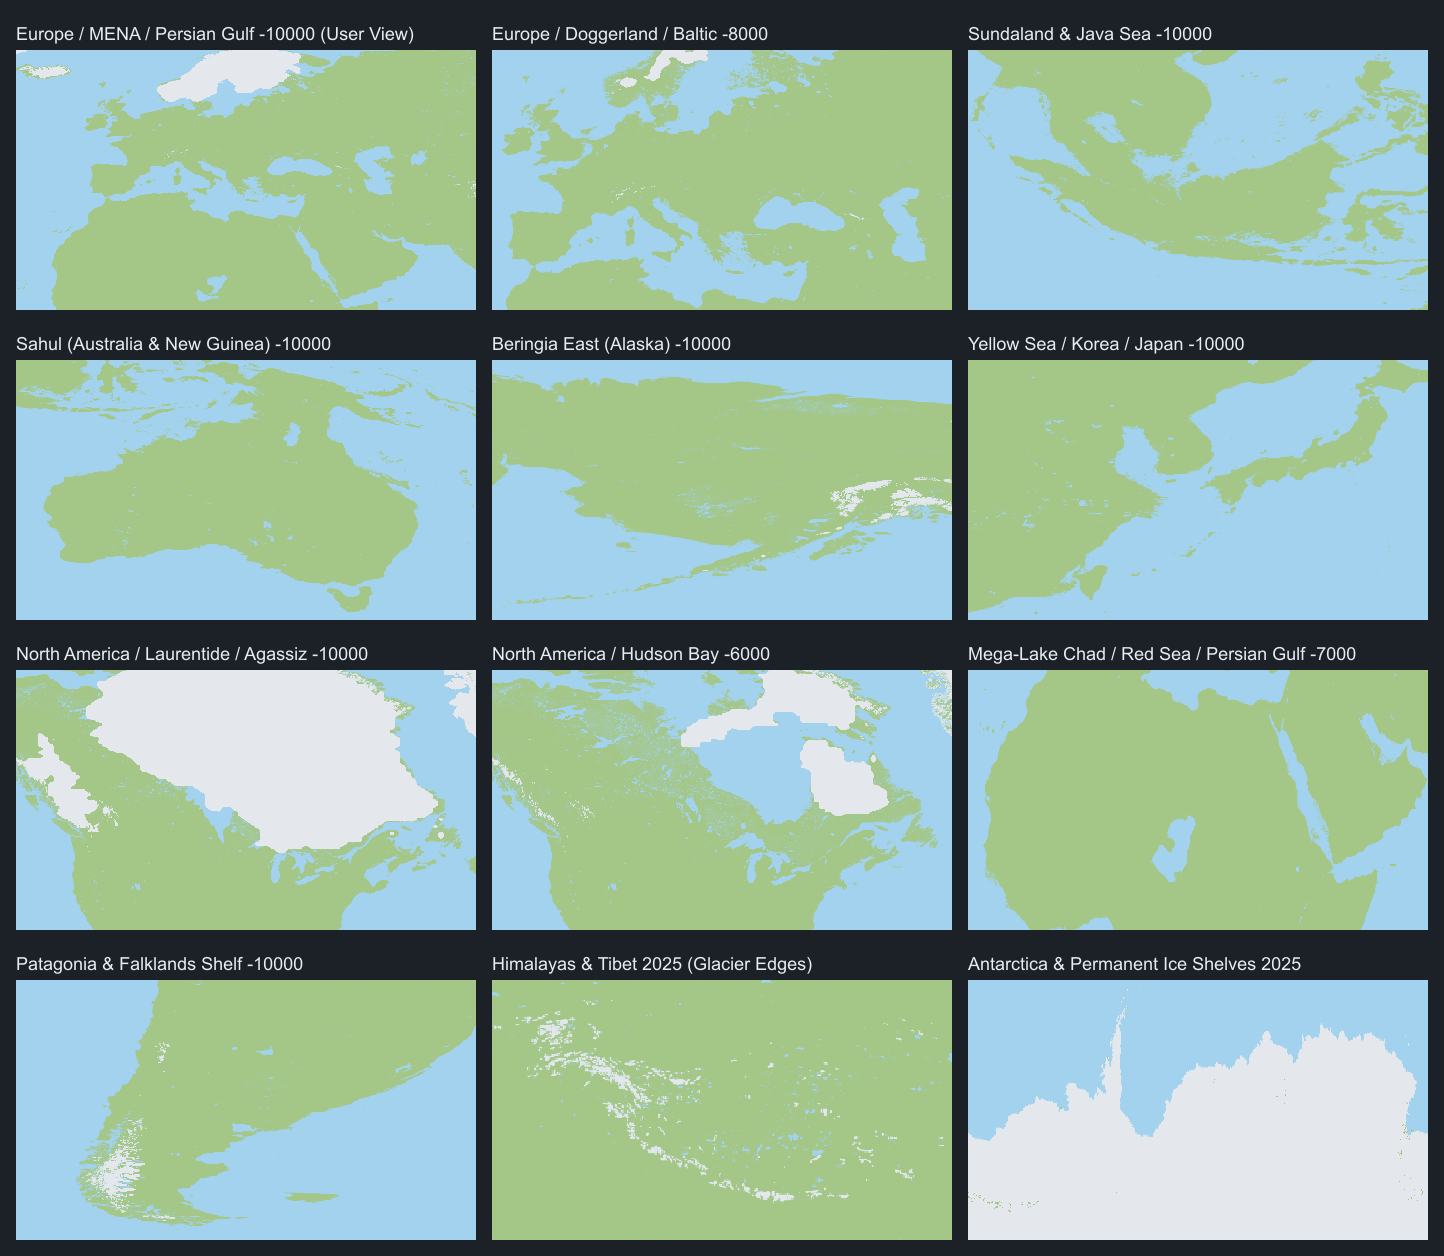 Europe / MENA / Persian Gulf -10000 (User View)
Europe / Doggerland / Baltic -8000
Sundaland & Java Sea -10000
Sahul (Australia & New Guinea) -10000
Beringia East (Alaska) -10000
Yellow Sea / Korea / Japan -10000
North America / Laurentide / Agassiz -10000
North America / Hudson Bay -6000
Mega-Lake Chad / Red Sea / Persian Gulf -7000
Patagonia & Falklands Shelf -10000
Himalayas & Tibet 2025 (Glacier Edges)
Antarctica & Permanent Ice Shelves 2025